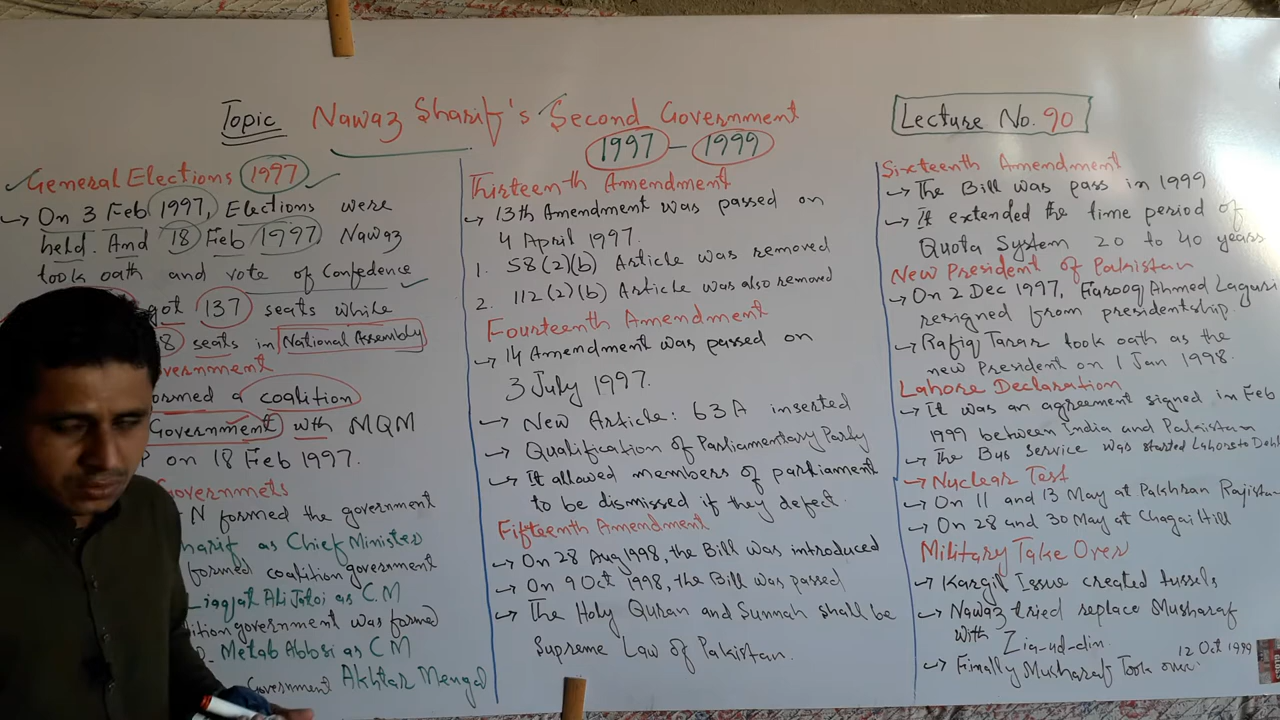 Topic Nawaz Sharif's Second Government
1997 - 1999
Lecture No. 90
General Elections 1997
→ On 3 Feb 1997, Elections were
held. And 18 Feb 1997 Nawaz
took oath and vote of Confedence
got 137 seats while
8 seats in National Assembly
vernment
ormed a coalition
Government with MQM
P on 18 Feb 1997.
Governmets
- N formed the government
harif as Chief Minister
formed coalition government
Liaqat Ali Jatoi as C.M
ition government was formed
Metab Abbasi as C M
Government Akhtar Mengal
Thirteenth Amendment
→ 13th Amendment was passed on
4 April 1997.
1. 58(2)(b) Article was removed
2. 112(2)(b) Article was also removed
Fourteenth Amendment
→ 14 Amendment was passed on
3 July 1997.
→ New Article: 63A inserted
→ Qualification of Parliamentary Party
→ It allowed members of parliament
to be dismissed if they defect.
Fifteenth Amendment
→ On 28 Aug 1998, the Bill was introduced
→ On 9 Oct 1998, the Bill was passed
→ The Holy Quran and Sunnah shall be
Supreme Law of Pakistan.
Sixteenth Amendment
→ The Bill was pass in 1999
→ It extended the time period of
Quota System 20 to 40 years
New President of Pakistan
→ On 2 Dec 1997, Farooq Ahmed Lagari
resigned from presidentship.
→ Rafiq Tarar took oath as the
new President on 1 Jan 1998.
Lahore Declaration
→ It was an agreement signed in Feb
1999 between India and Pakistan
→ The Bus Service was started Lahore to Delh
→ Nuclear Test
→ On 11 and 13 May at Pakhran Rajista
→ On 28 and 30 May at Chagai Hill
Military Take Over
→ Kargil Issue created tussels
→ Nawaz tried replace Musharaf
with Zia-ud-din.
→ Finally Musharaf Took over 12 Oct 1999